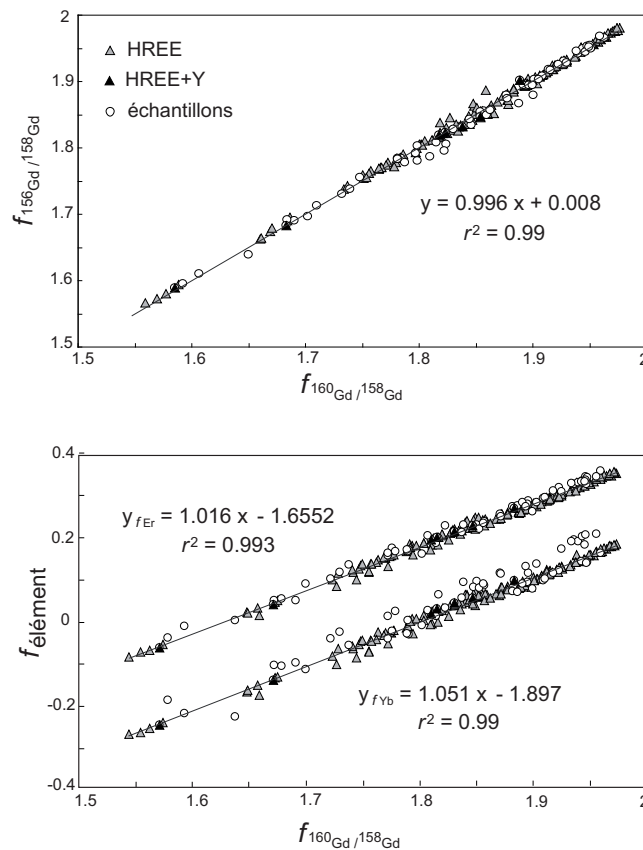 2
1.9
1.8
1.7
1.6
1.5
f156Gd/158Gd
HREE
HREE+Y
échantillons
y = 0.996 x + 0.008
r² = 0.99
1.5 1.6 1.7 1.8 1.9 2
f160Gd/158Gd
0.4
0.2
0
-0.2
-0.4
félément
y fEr = 1.016 x - 1.6552
r² = 0.993
y fYb = 1.051 x - 1.897
r² = 0.99
1.5 1.6 1.7 1.8 1.9 2
f160Gd/158Gd